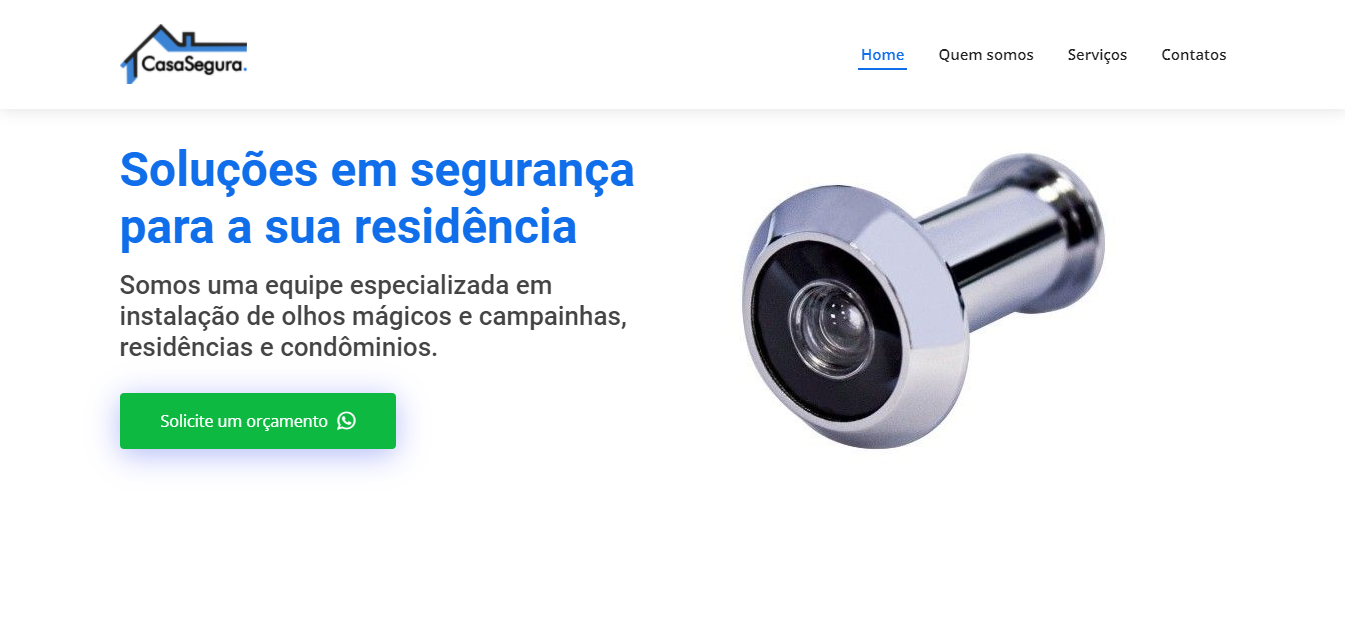 CasaSegura.
Home Quem somos Serviços Contatos
Soluções em segurança
para a sua residência
Somos uma equipe especializada em
instalação de olhos mágicos e campainhas,
residências e condôminios.
Solicite um orçamento